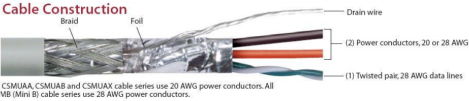 Cable Construction
Braid
Foil
Drain wire
(2) Power conductors, 20 or 28 AWG
(1) Twisted pair, 28 AWG data lines
CSMUAA, CSMUAB and CSMUAX cable series use 20 AWG power conductors. All
MB (Mini B) cable series use 28 AWG power conductors.